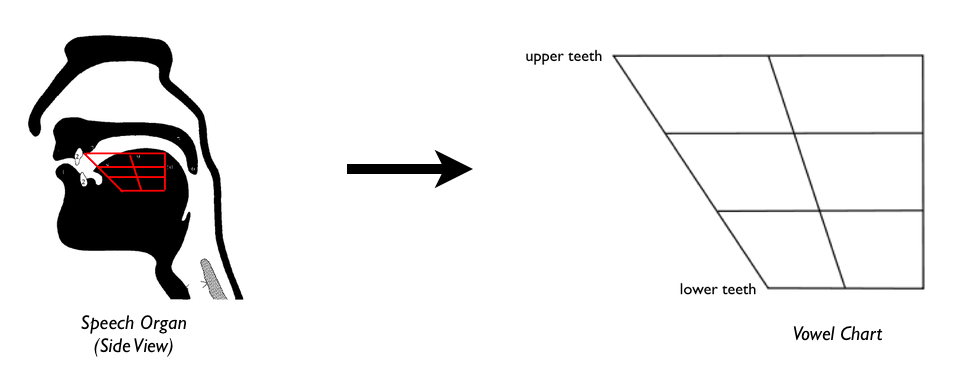 upper teeth
lower teeth
Speech Organ
(Side View)
Vowel Chart